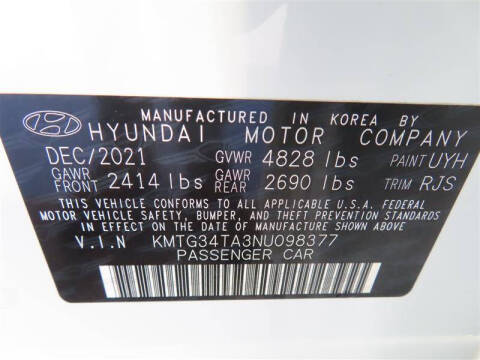 MANUFACTURED IN KOREA BY
HYUNDAI MOTOR COMPANY
DEC/2021 GVWR 4828 lbs PAINT UYH
GAWR FRONT 2414 lbs GAWR REAR 2690 lbs TRIM RJS
THIS VEHICLE CONFORMS TO ALL APPLICABLE U.S.A. FEDERAL
MOTOR VEHICLE SAFETY, BUMPER, AND THEFT PREVENTION STANDARDS
IN EFFECT ON THE DATE OF MANUFACTURE SHOWN ABOVE.
V.I.N KMTG34TA3NU098377
PASSENGER CAR